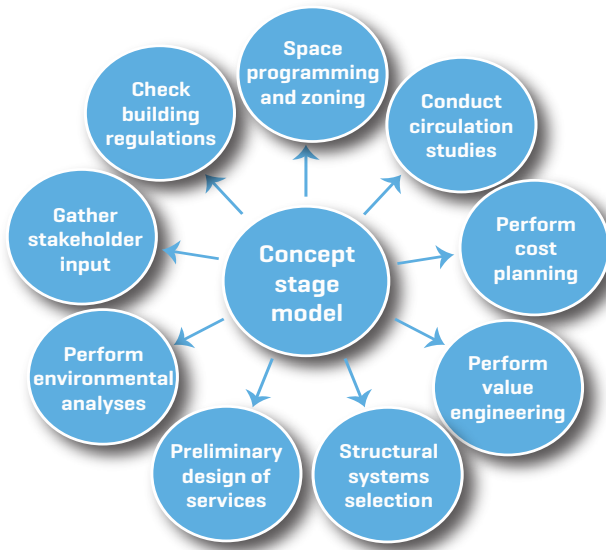 Space
programming
and zoning
Conduct
circulation
studies
Perform
cost
planning
Perform
value
engineering
Structural
systems
selection
Preliminary
design of
services
Perform
environmental
analyses
Gather
stakeholder
input
Check
building
regulations
Concept
stage
model